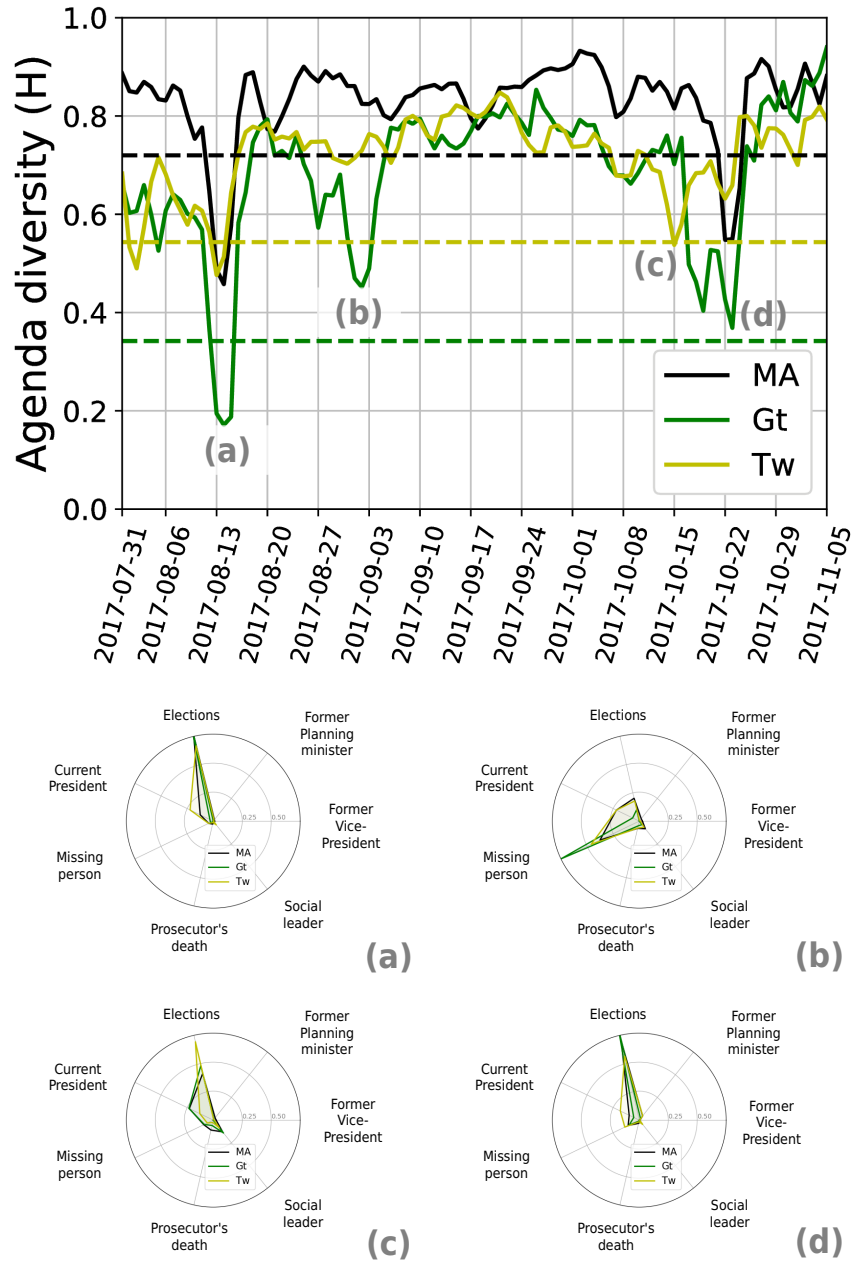 1.0
0.8
0.6
0.4
0.2
0.0
Agenda diversity (H)
(a)
(b)
(c)
(d)
MA
Gt
Tw
2017-07-31
2017-08-06
2017-08-13
2017-08-20
2017-08-27
2017-09-03
2017-09-10
2017-09-17
2017-09-24
2017-10-01
2017-10-08
2017-10-15
2017-10-22
2017-10-29
2017-11-05
Elections
Former
Planning
minister
Current
President
Former
Vice-
President
Missing
person
Prosecutor's
death
Social
leader
0.25
0.50
MA
Gt
Tw
(a)
Elections
Former
Planning
minister
Current
President
Former
Vice-
President
Missing
person
Prosecutor's
death
Social
leader
0.25
0.50
MA
Gt
Tw
(b)
Elections
Former
Planning
minister
Current
President
Former
Vice-
President
Missing
person
Prosecutor's
death
Social
leader
0.25
0.50
MA
Gt
Tw
(c)
Elections
Former
Planning
minister
Current
President
Former
Vice-
President
Missing
person
Prosecutor's
death
Social
leader
0.25
0.50
MA
Gt
Tw
(d)